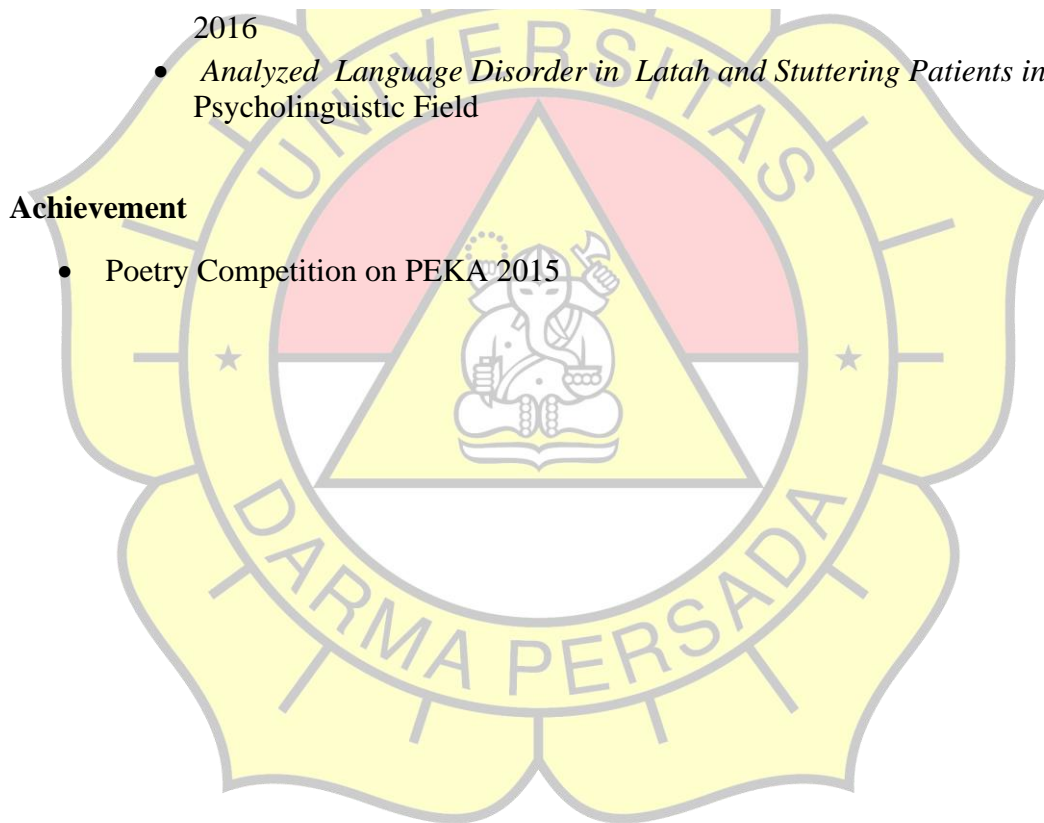 2016
• Analyzed Language Disorder in Latah and Stuttering Patients in
Psycholinguistic Field
Achievement
• Poetry Competition on PEKA 2015
UNIVERSITAS
DARMA PERSADA